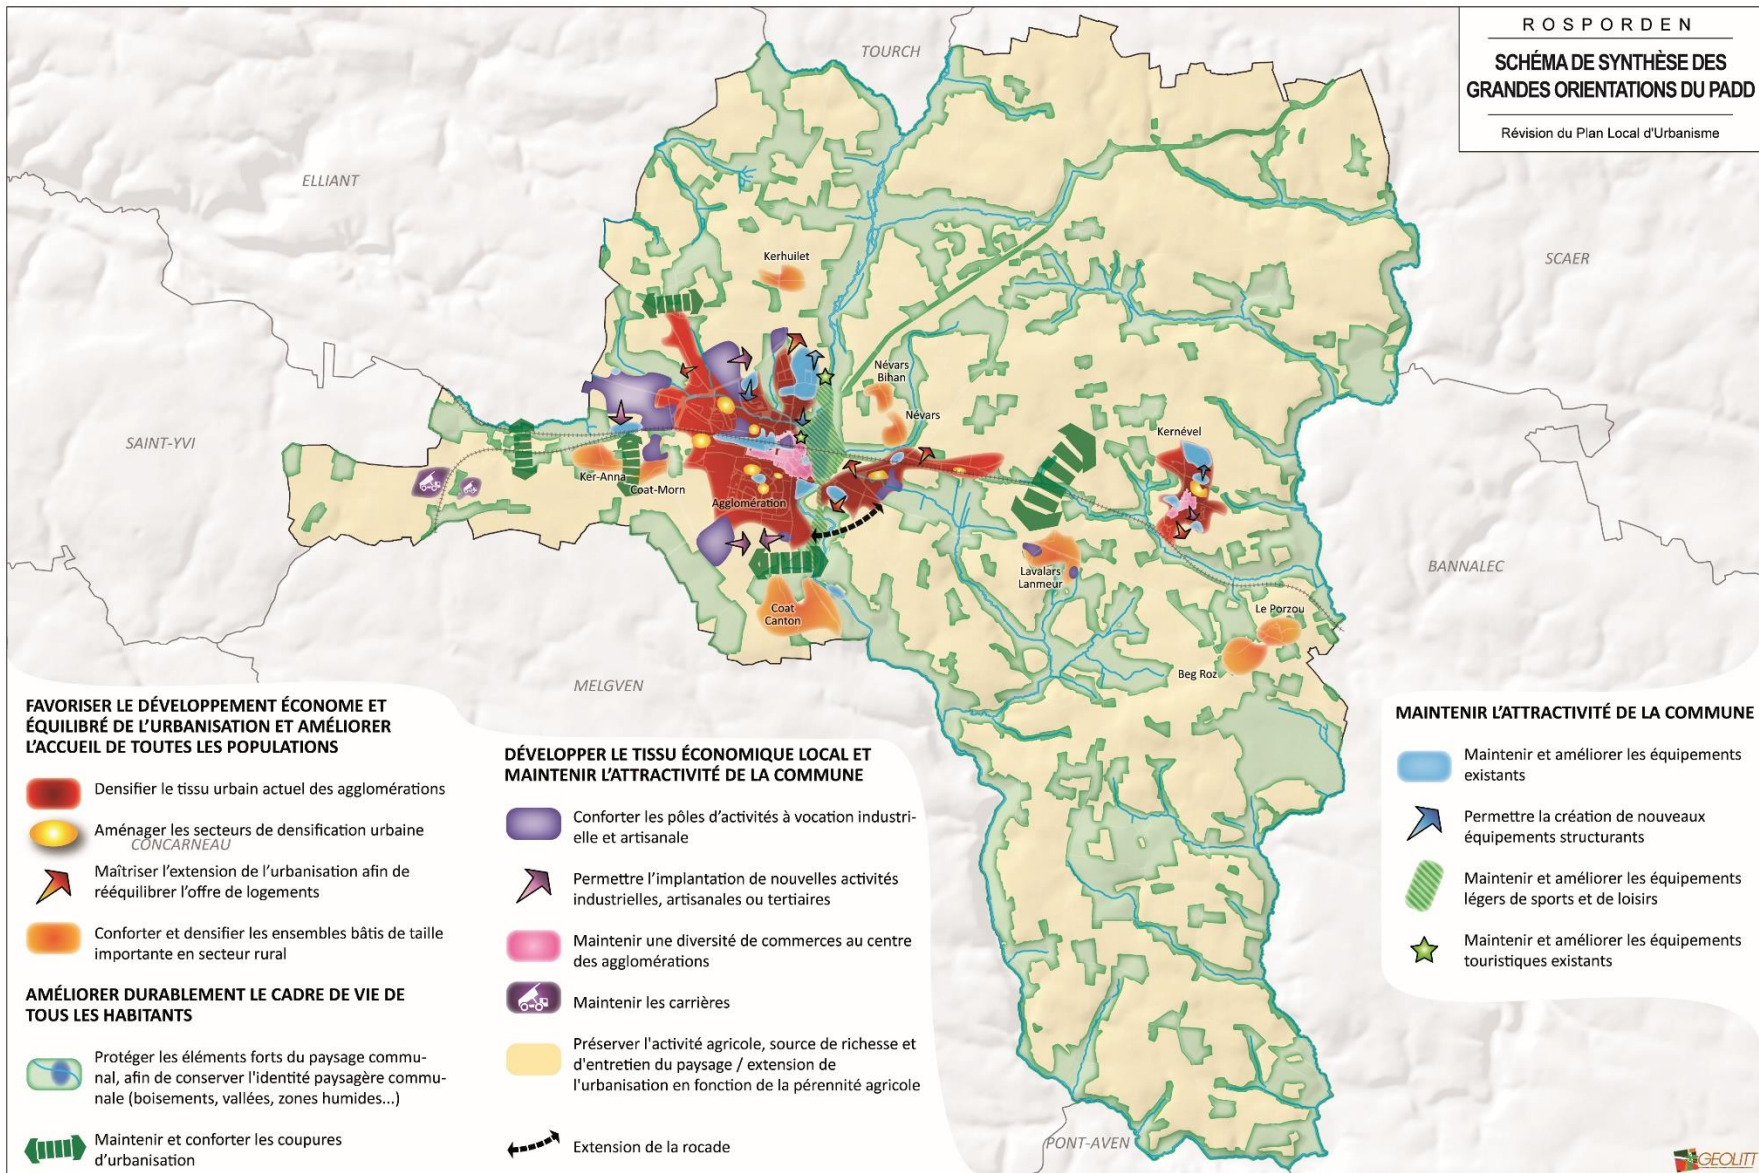 ROSPORDEN
SCHÉMA DE SYNTHÈSE DES
GRANDES ORIENTATIONS DU PADD
Révision du Plan Local d'Urbanisme
TOURCH
ELLIANT
SCAER
SAINT-YVI
BANNALEC
MELGVEN
PONT-AVEN
Kerhuilet
Névars
Bihan
Névars
Kernével
Ker-Anna
Coat-Morn
Agglomération
Lavalars
Lanmeur
Coat
Canton
Le Porzou
Beg Roz
FAVORISER LE DÉVELOPPEMENT ÉCONOME ET
ÉQUILIBRÉ DE L'URBANISATION ET AMÉLIORER
L'ACCUEIL DE TOUTES LES POPULATIONS
Densifier le tissu urbain actuel des agglomérations
Aménager les secteurs de densification urbaine
CONCARNEAU
Maîtriser l'extension de l'urbanisation afin de
rééquilibrer l'offre de logements
Conforter et densifier les ensembles bâtis de taille
importante en secteur rural
AMÉLIORER DURABLEMENT LE CADRE DE VIE DE
TOUS LES HABITANTS
Protéger les éléments forts du paysage commu-
nal, afin de conserver l'identité paysagère commu-
nale (boisements, vallées, zones humides...)
Maintenir et conforter les coupures
d'urbanisation
DÉVELOPPER LE TISSU ÉCONOMIQUE LOCAL ET
MAINTENIR L'ATTRACTIVITÉ DE LA COMMUNE
Conforter les pôles d'activités à vocation industri-
elle et artisanale
Permettre l'implantation de nouvelles activités
industrielles, artisanales ou tertiaires
Maintenir une diversité de commerces au centre
des agglomérations
Maintenir les carrières
Préserver l'activité agricole, source de richesse et
d'entretien du paysage / extension de
l'urbanisation en fonction de la pérennité agricole
Extension de la rocade
MAINTENIR L'ATTRACTIVITÉ DE LA COMMUNE
Maintenir et améliorer les équipements
existants
Permettre la création de nouveaux
équipements structurants
Maintenir et améliorer les équipements
légers de sports et de loisirs
Maintenir et améliorer les équipements
touristiques existants
GEOLITT